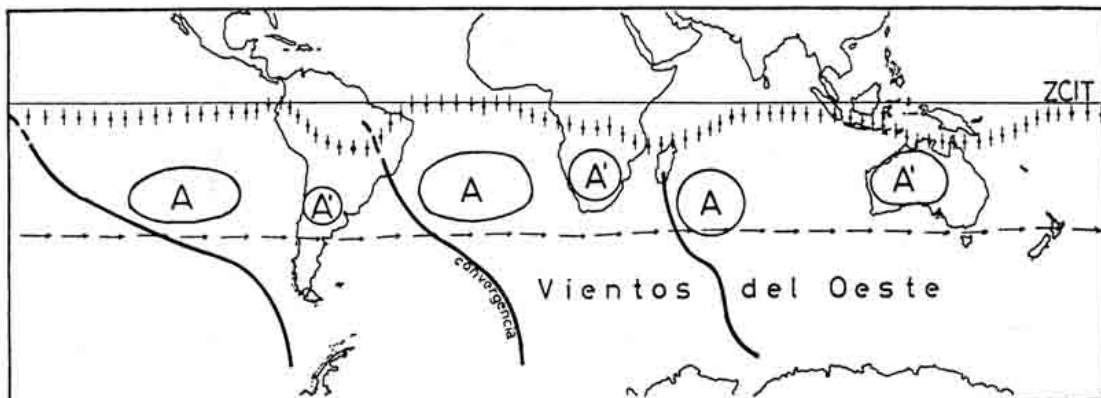 ZCIT
A
A'
A
A'
A
A'
convergencia
Vientos del Oeste